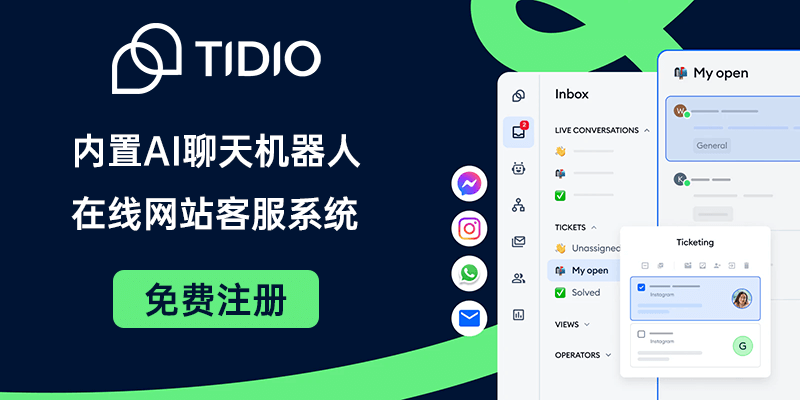 TIDIO
内置AI聊天机器人
在线网站客服系统
免费注册
Inbox
2
LIVE CONVERSATIONS
TICKETS
Unassigned
My open
Solved
VIEWS
OPERATORS
My open
W
General
K
Ticketing
Instagram
Instagram
G